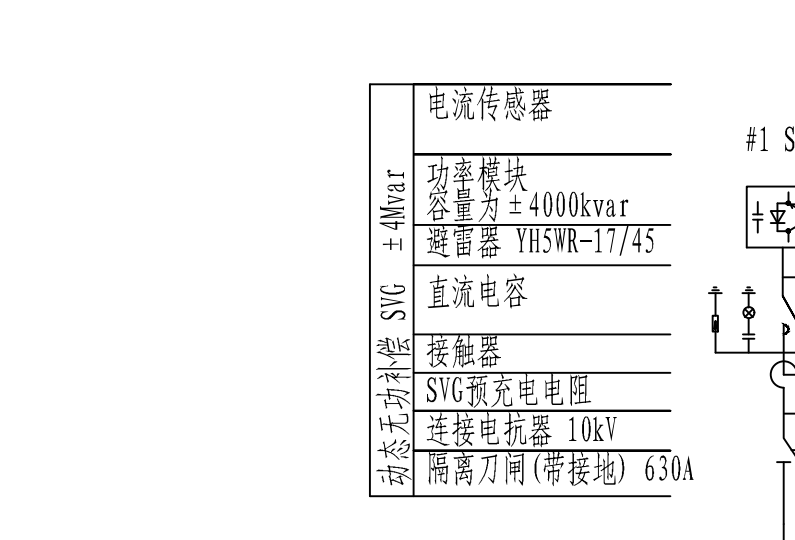 电流传感器
#1 S
功率模块
容量为±4000kvar
避雷器 YH5WR-17/45
直流电容
接触器
SVG预充电电阻
连接电抗器 10kV
隔离刀闸(带接地) 630A
动态无功补偿 SVG ±4Mvar